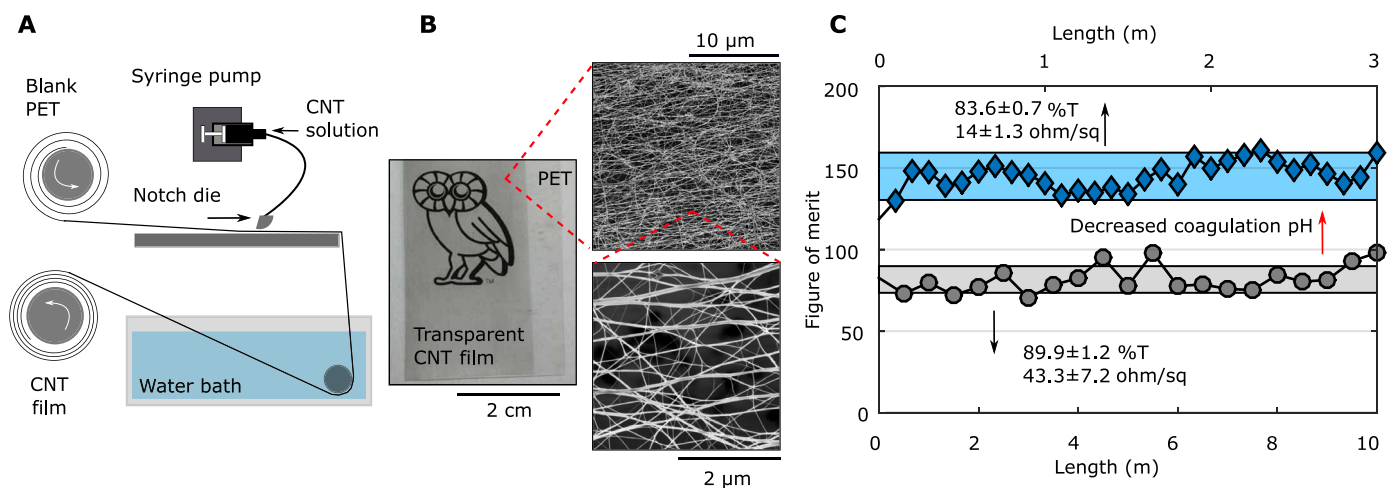 A
Blank
PET
Syringe pump
CNT
solution
Notch die
CNT
film
Water bath
B
10 µm
PET
TM
Transparent
CNT film
2 cm
2 µm
C
Length (m)
0 1 2 3
200
150
100
50
0
Figure of merit
83.6±0.7 %T
14±1.3 ohm/sq
Decreased coagulation pH
89.9±1.2 %T
43.3±7.2 ohm/sq
0 2 4 6 8 10
Length (m)